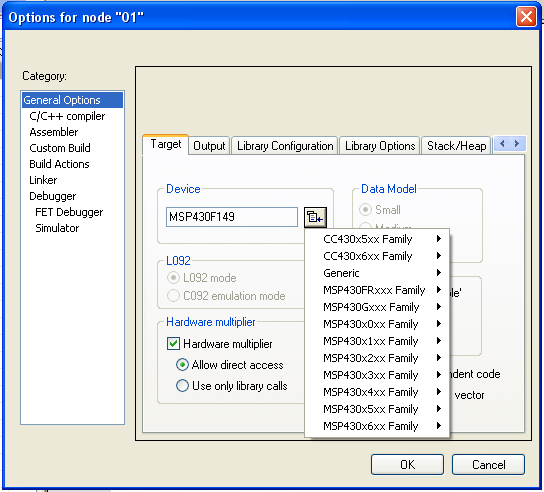 Options for node "01"
Category:
General Options
C/C++ compiler
Assembler
Custom Build
Build Actions
Linker
Debugger
FET Debugger
Simulator
Target
Output
Library Configuration
Library Options
Stack/Heap
Device
MSP430F149
Data Model
Small
L092
L092 mode
C092 emulation mode
Hardware multiplier
Hardware multiplier
Allow direct access
Use only library calls
CC430x5xx Family
CC430x6xx Family
Generic
MSP430FRxxx Family
MSP430Gxxx Family
MSP430x0xx Family
MSP430x1xx Family
MSP430x2xx Family
MSP430x3xx Family
MSP430x4xx Family
MSP430x5xx Family
MSP430x6xx Family
code
vector
OK
Cancel